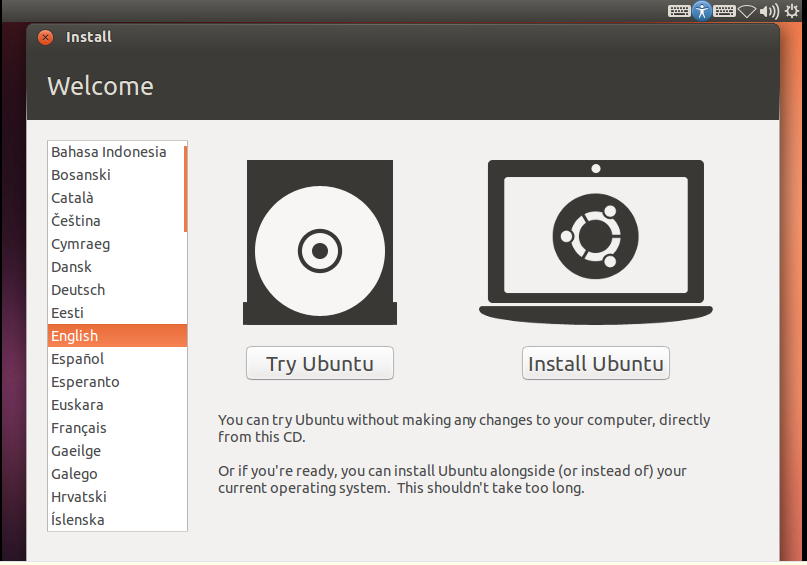 Install
Welcome
Bahasa Indonesia
Bosanski
Català
Čeština
Cymraeg
Dansk
Deutsch
Eesti
English
Español
Esperanto
Euskara
Français
Gaeilge
Galego
Hrvatski
Íslenska
Try Ubuntu
Install Ubuntu
You can try Ubuntu without making any changes to your computer, directly
from this CD.
Or if you're ready, you can install Ubuntu alongside (or instead of) your
current operating system.  This shouldn't take too long.